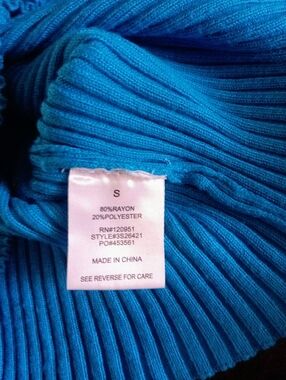 S
80%RAYON
20%POLYESTER
RN#120951
STYLE#3S26421
PO#453561
MADE IN CHINA
SEE REVERSE FOR CARE